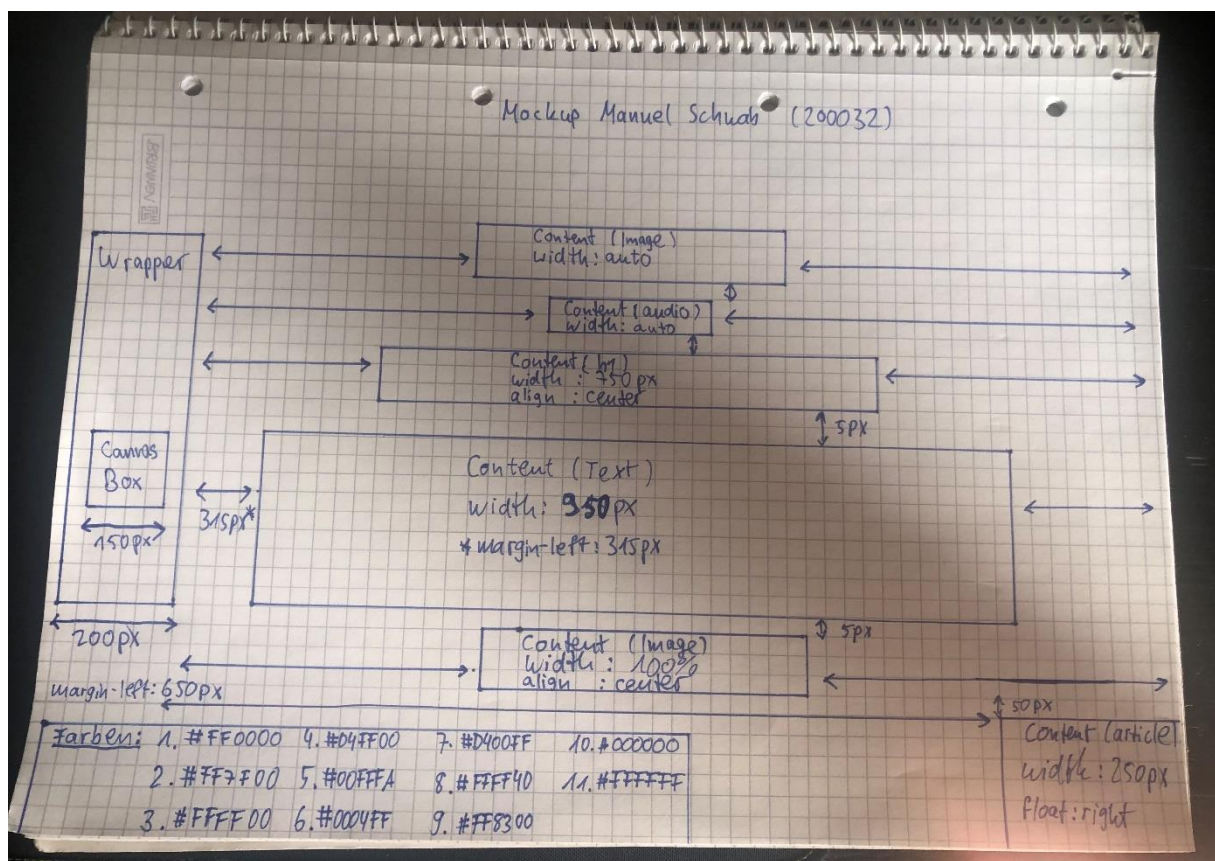 Mockup Manuel Schwab (200032)
BRUNNEN
Wrapper
Content (Image)
width: auto
Content (audio)
width: auto
Content (h1)
width : 750px
align : center
5px
Canvas
Box
150px
200px
315px*
Content (Text)
width: 950px
* margin-left: 315px
5px
Content (Image)
width : 100%
align : center
margin-left: 650px
50px
Content (article)
width: 250px
float: right
Farben: 1. #FF0000 4. #D4FF00 7. #D400FF 10. #000000
2. #FF7F00 5. #00FFFA 8. #FFFF40 11. #FFFFFF
3. #FFFF00 6. #0004FF 9. #FF8300